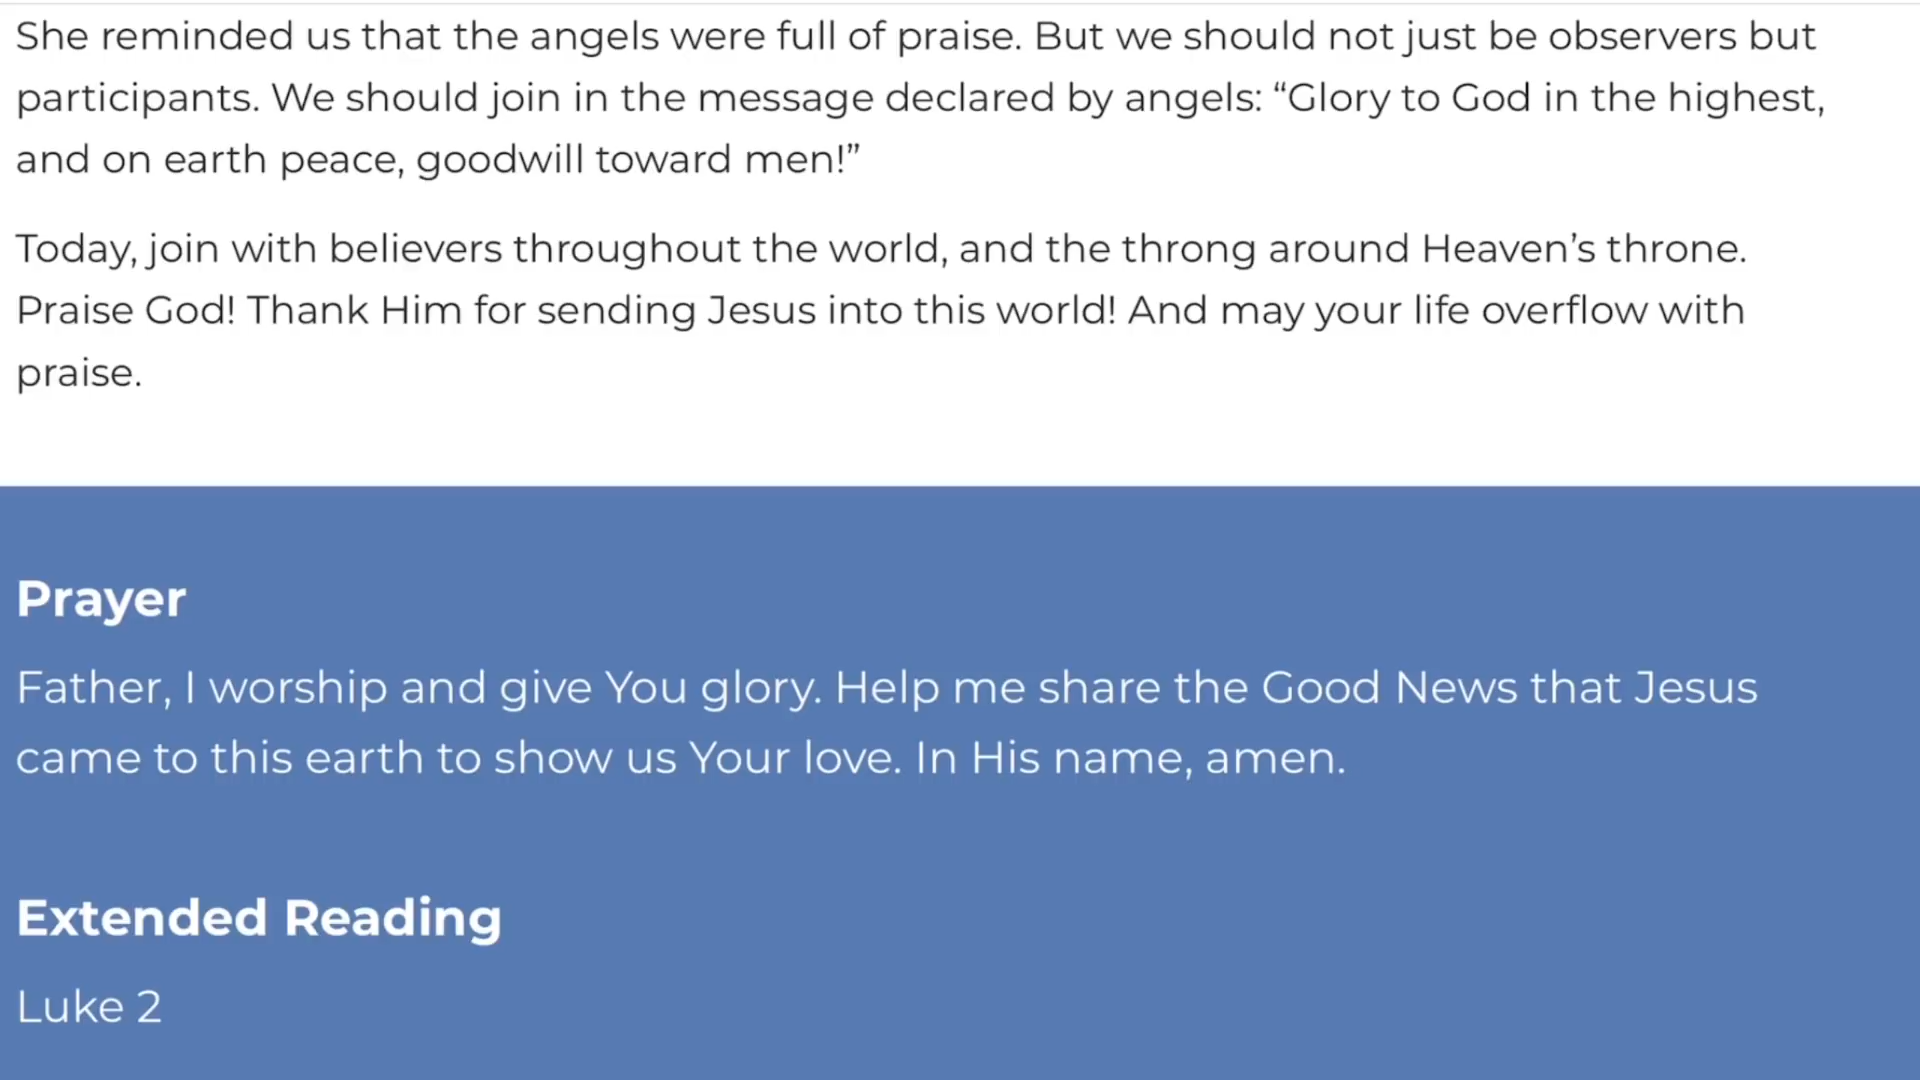 She reminded us that the angels were full of praise. But we should not just be observers but
participants. We should join in the message declared by angels: “Glory to God in the highest,
and on earth peace, goodwill toward men!”
Today, join with believers throughout the world, and the throng around Heaven’s throne.
Praise God! Thank Him for sending Jesus into this world! And may your life overflow with
praise.
Prayer
Father, I worship and give You glory. Help me share the Good News that Jesus
came to this earth to show us Your love. In His name, amen.
Extended Reading
Luke 2